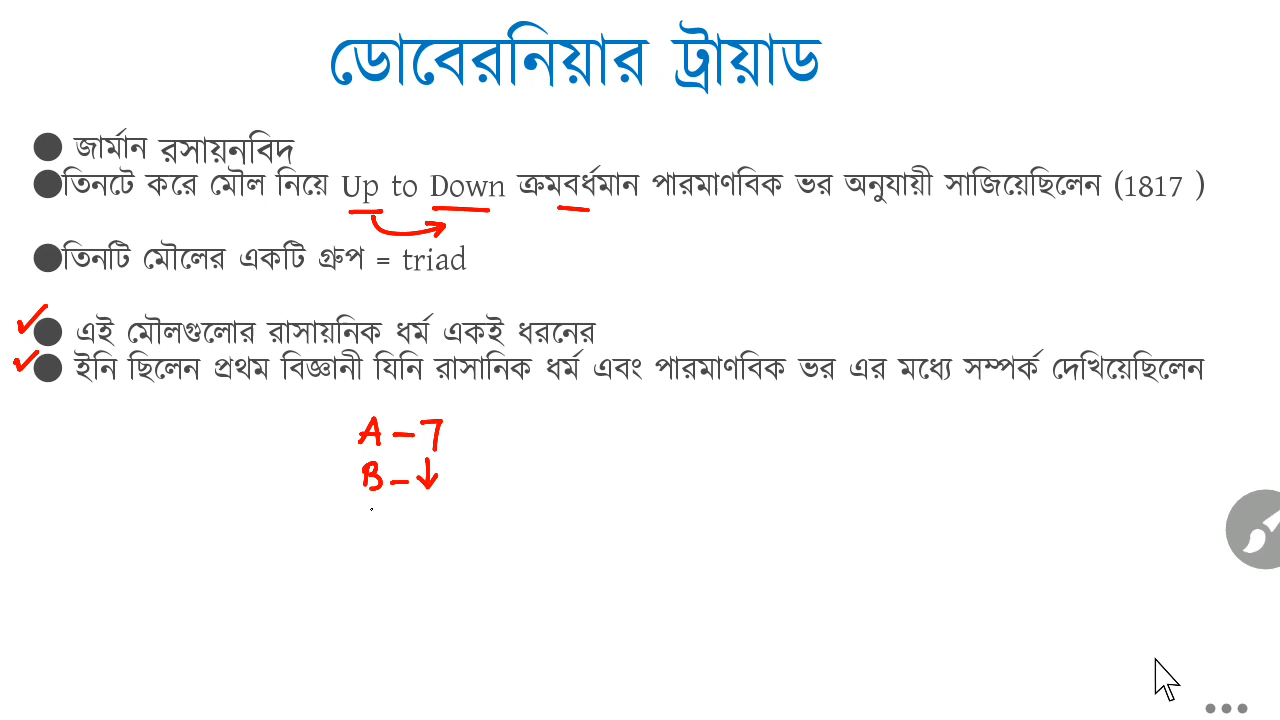 ডোবেরনিয়ার ট্রায়াড
● জার্মান রসায়নবিদ
●তিনটে করে মৌল নিয়ে Up to Down ক্রমবর্ধমান পারমাণবিক ভর অনুযায়ী সাজিয়েছিলেন (1817 )
●তিনটি মৌলের একটি গ্রুপ = triad
● এই মৌলগুলোর রাসায়নিক ধর্ম একই ধরনের
● ইনি ছিলেন প্রথম বিজ্ঞানী যিনি রাসানিক ধর্ম এবং পারমাণবিক ভর এর মধ্যে সম্পর্ক দেখিয়েছিলেন
A – 7
B – ↓